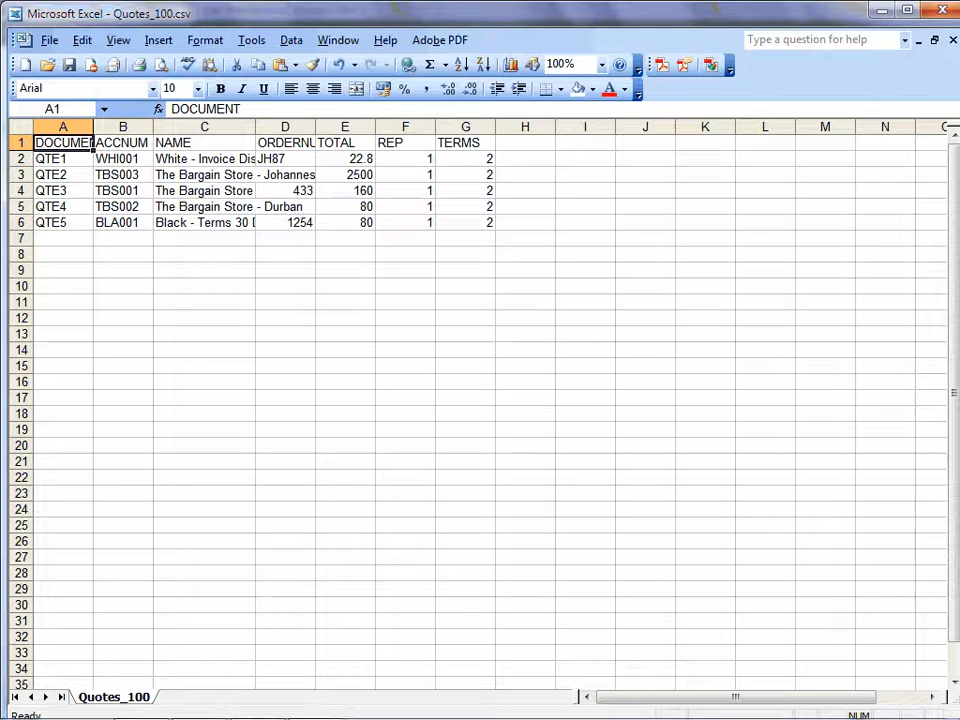 Microsoft Excel - Quotes_100.csv
File Edit View Insert Format Tools Data Window Help Adobe PDF Type a question for help
100%
Arial 10 B I U
A1 fx DOCUMENT
A B C D E F G H I J K L M N
1 DOCUMEN ACCNUM NAME ORDERNU TOTAL REP TERMS
2 QTE1 WHI001 White - Invoice Dis JH87 22.8 1 2
3 QTE2 TBS003 The Bargain Store - Johannes 2500 1 2
4 QTE3 TBS001 The Bargain Store 433 160 1 2
5 QTE4 TBS002 The Bargain Store - Durban 80 1 2
6 QTE5 BLA001 Black - Terms 30 D 1254 80 1 2
7
8
9
10
11
12
13
14
15
16
17
18
19
20
21
22
23
24
25
26
27
28
29
30
31
32
33
34
35
Quotes_100
Ready NUM